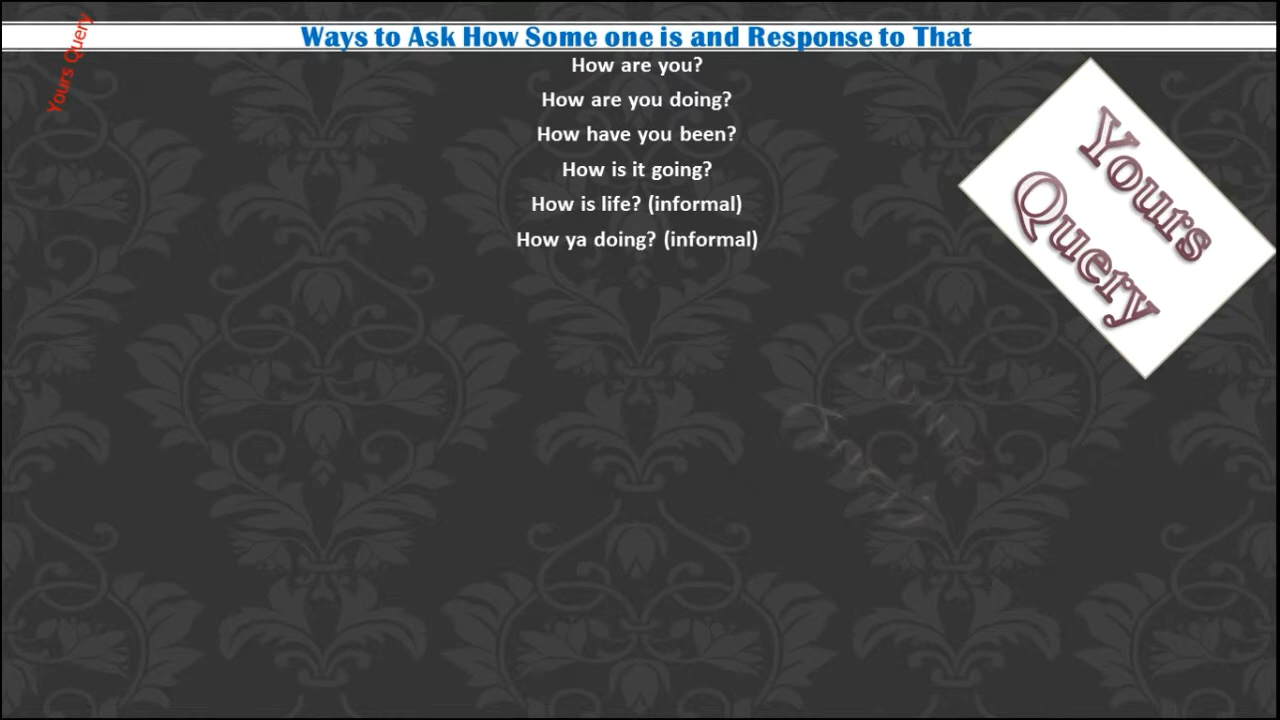 Yours Query
Ways to Ask How Some one is and Response to That
How are you?
How are you doing?
How have you been?
How is it going?
How is life? (informal)
How ya doing? (informal)
Yours
Query